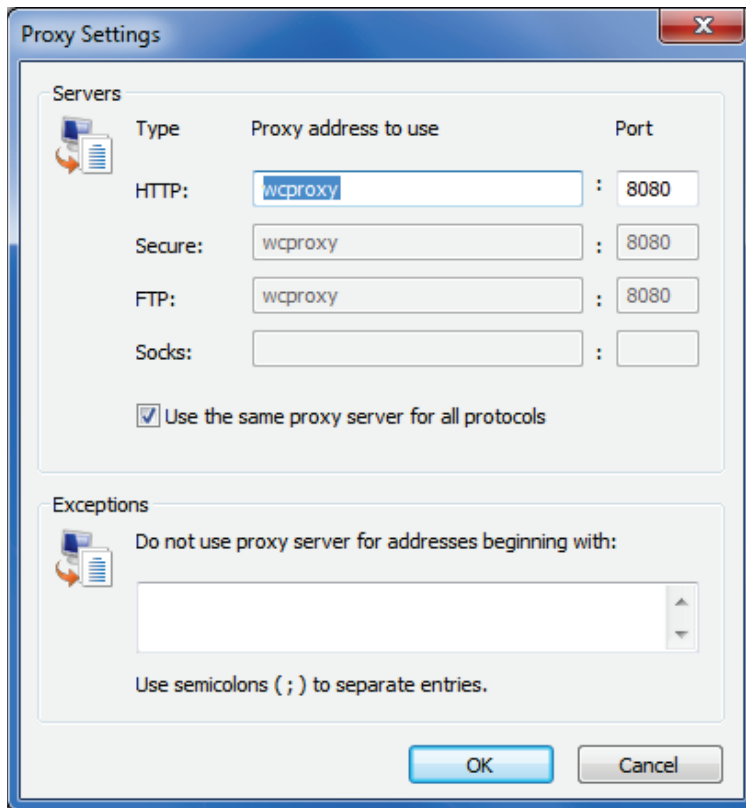 Proxy Settings
Servers
Type Proxy address to use Port
HTTP: wcproxy : 8080
Secure: wcproxy : 8080
FTP: wcproxy : 8080
Socks: :
Use the same proxy server for all protocols
Exceptions
Do not use proxy server for addresses beginning with:
Use semicolons ( ; ) to separate entries.
OK Cancel